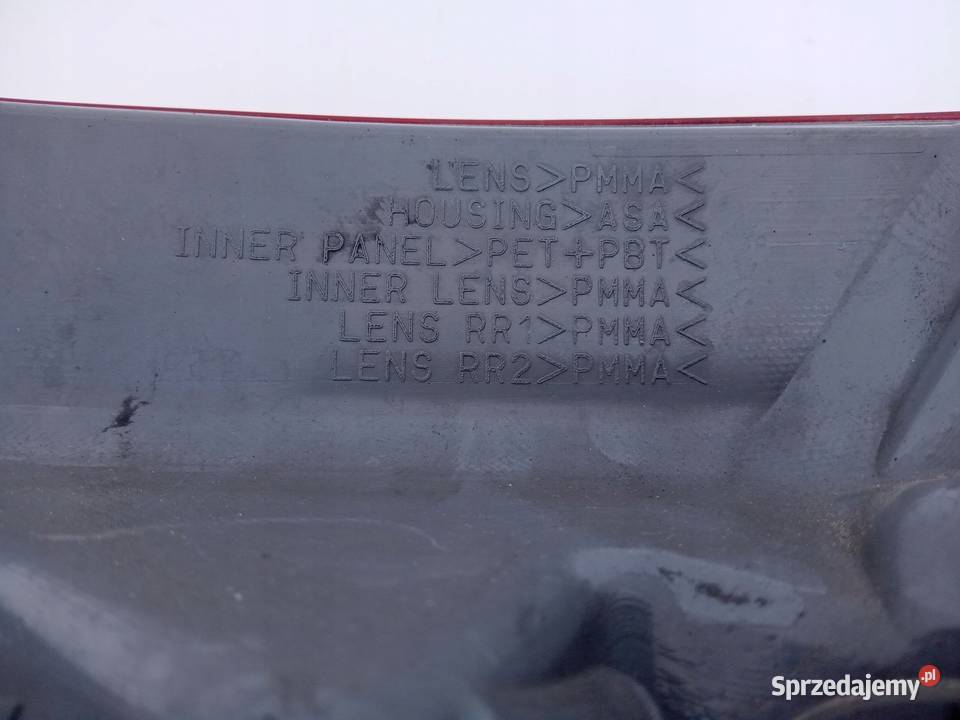 LENS>PMMA<
HOUSING>ASA<
INNER PANEL>PET+PBT<
INNER LENS>PMMA<
LENS RR1>PMMA<
LENS RR2>PMMA<
Sprzedajemy.pl